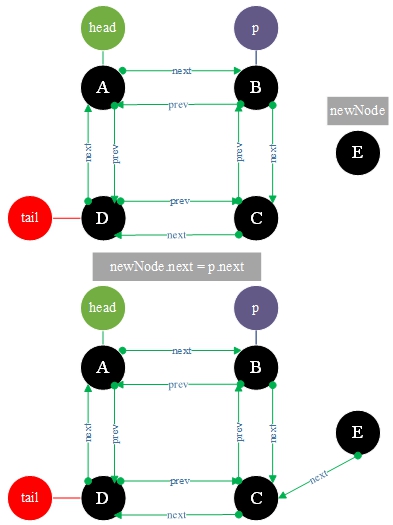 head
p
A
next
B
prev
newNode
E
next
prev
prev
next
tail
D
prev
C
next
newNode.next = p.next
head
p
A
next
B
prev
next
prev
prev
next
E
tail
D
prev
C
next
next